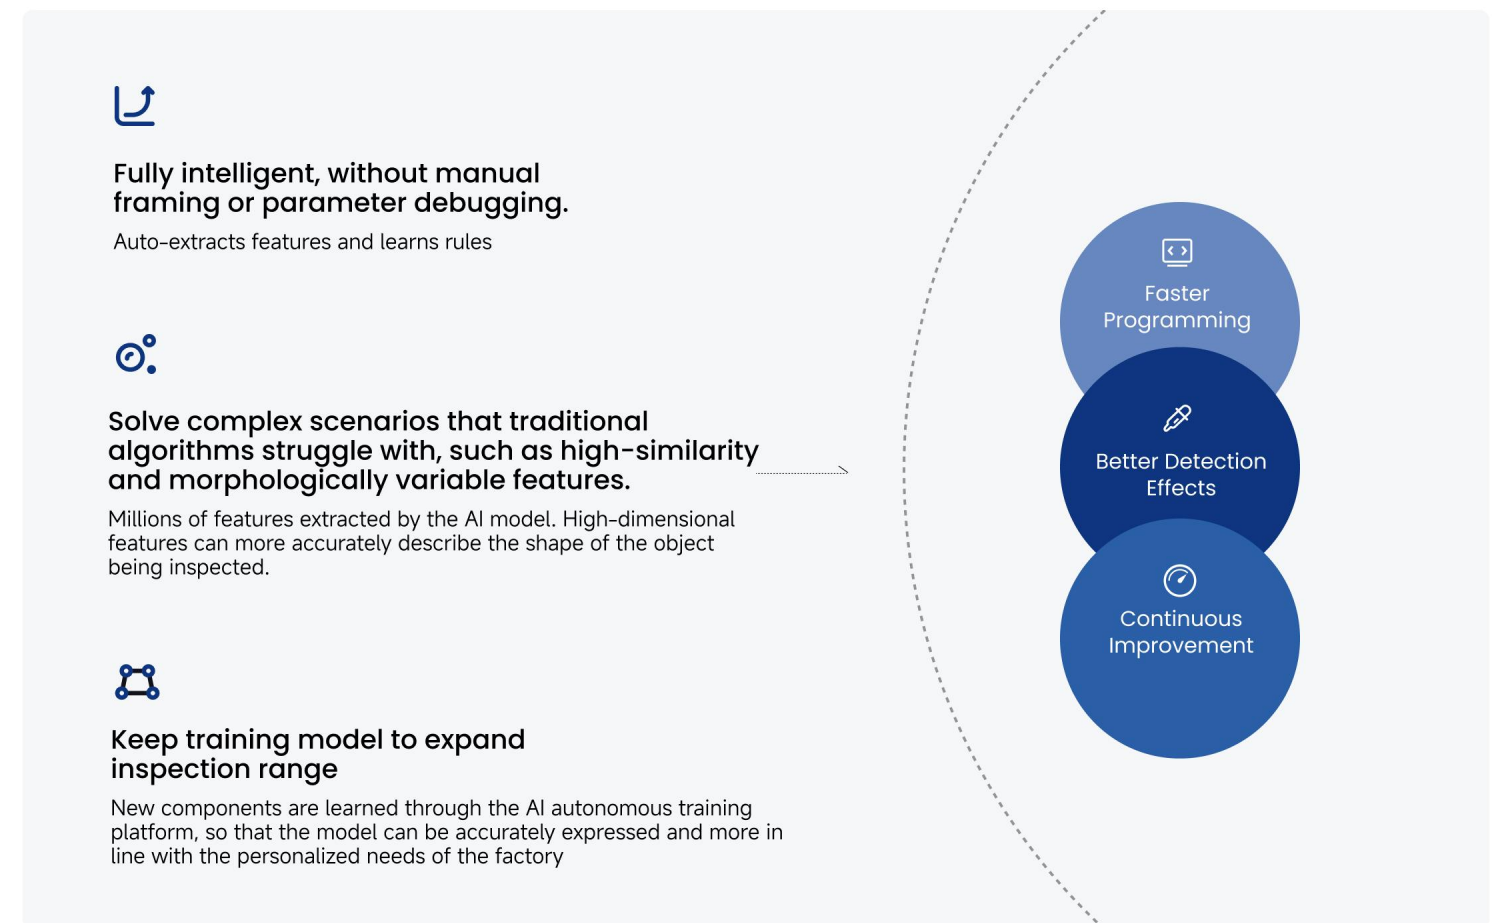 Fully intelligent, without manual
framing or parameter debugging.
Auto-extracts features and learns rules
Solve complex scenarios that traditional
algorithms struggle with, such as high-similarity
and morphologically variable features.
Millions of features extracted by the AI model. High-dimensional
features can more accurately describe the shape of the object
being inspected.
Keep training model to expand
inspection range
New components are learned through the AI autonomous training
platform, so that the model can be accurately expressed and more in
line with the personalized needs of the factory
Faster
Programming
Better Detection
Effects
Continuous
Improvement